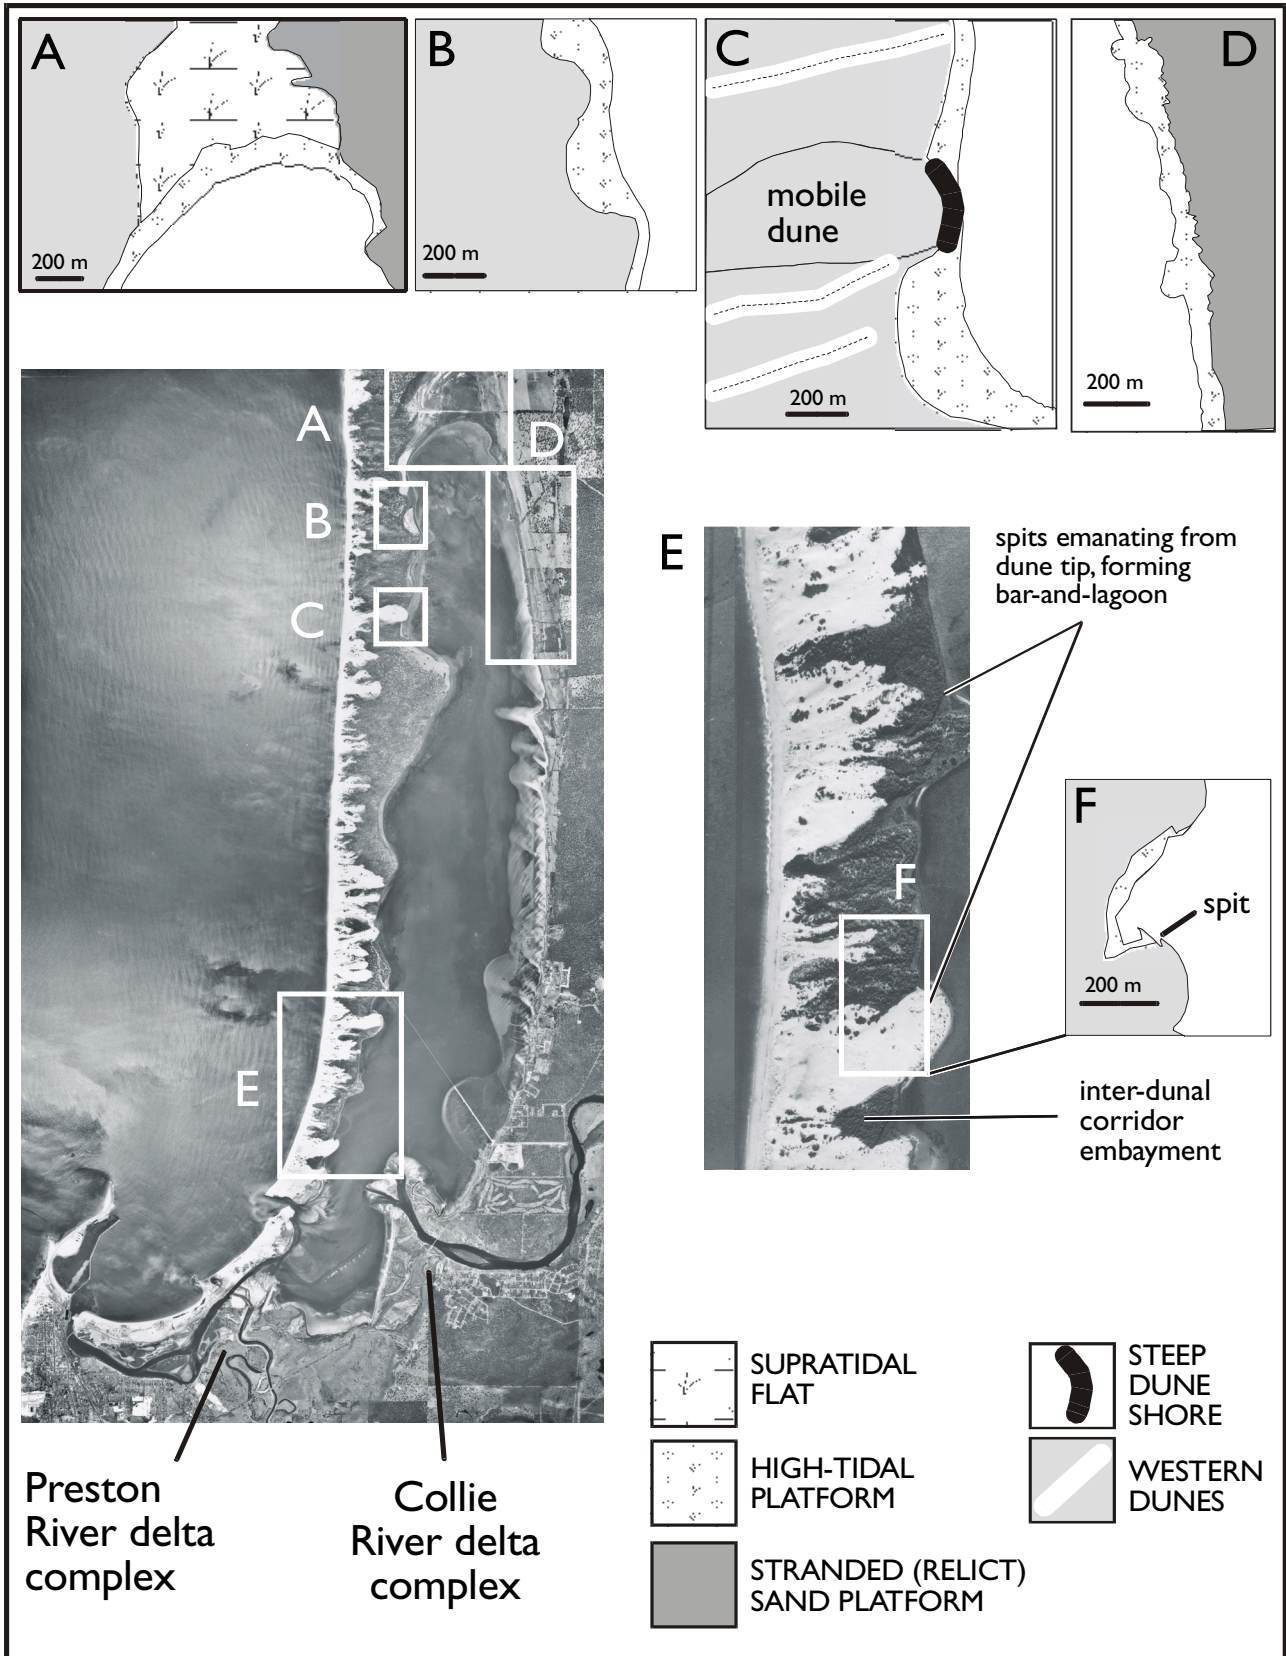 A
200 m
B
200 m
C
mobile
dune
200 m
D
200 m
A
D
B
C
E
E
spits emanating from
dune tip, forming
bar-and-lagoon
F
F
spit
200 m
inter-dunal
corridor
embayment
Preston
River delta
complex
Collie
River delta
complex
SUPRATIDAL
FLAT
HIGH-TIDAL
PLATFORM
STRANDED (RELICT)
SAND PLATFORM
STEEP
DUNE
SHORE
WESTERN
DUNES